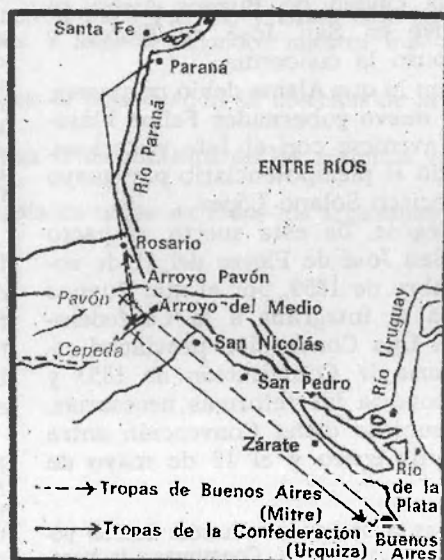 Santa Fe
Paraná
Río Paraná
ENTRE RÍOS
Rosario
Arroyo Pavón
Pavón
Arroyo del Medio
Cepeda
San Nicolás
Río Uruguay
San Pedro
Zárate
Río
de la
Plata
Buenos
Aires
Tropas de Buenos Aires
(Mitre)
Tropas de la Confederación
(Urquiza)